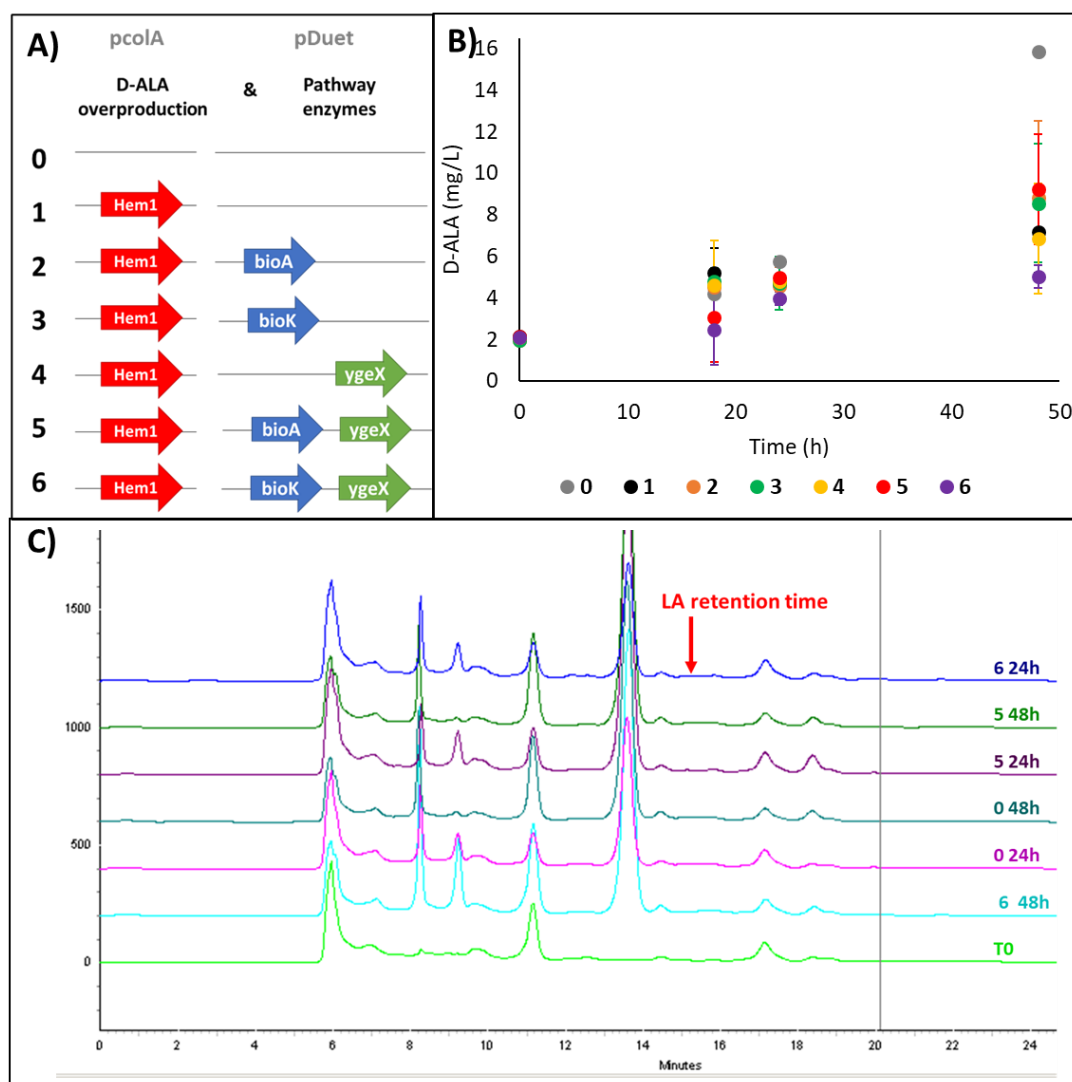 A)
pcolA
pDuet
D-ALA
overproduction
&
Pathway
enzymes
0
1
Hem1
2
Hem1
bioA
3
Hem1
bioK
4
Hem1
ygeX
5
Hem1
bioA
ygeX
6
Hem1
bioK
ygeX
B)
D-ALA (mg/L)
16
14
12
10
8
6
4
2
0
0
10
20
30
40
50
Time (h)
0
1
2
3
4
5
6
C)
LA retention time
1500
1000
500
0
6 24h
5 48h
5 24h
0 48h
0 24h
6 48h
T0
0
2
4
6
8
10
12
14
16
18
20
22
24
Minutes